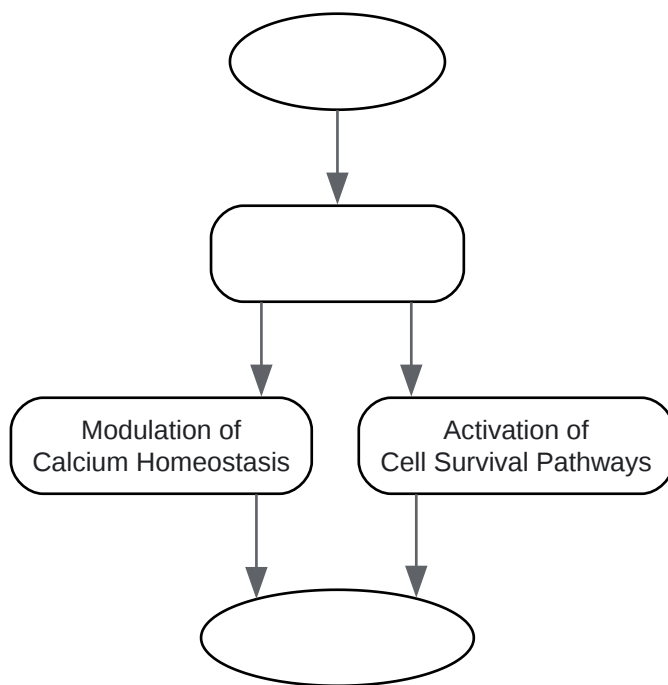 Modulation of
Calcium Homeostasis
Activation of
Cell Survival Pathways